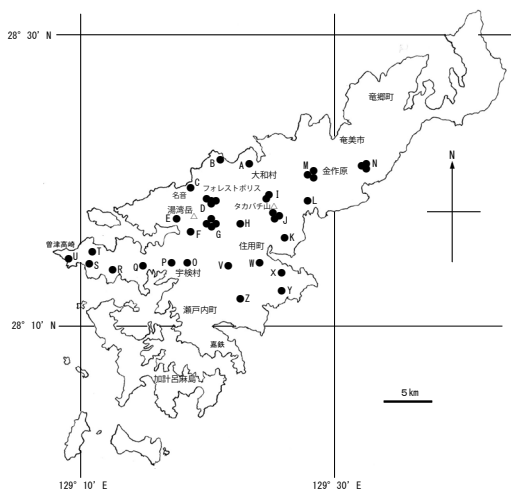 28° 30′ N
竜郷町
奄美市
N
B
A
大和村
M
金作原
N
C
名音
フォレストポリス
I
D
タカバチ山
L
湯湾岳
E
J
F
G
H
K
住用町
曽津高崎
T
U
S
R
Q
P
O
宇検村
V
W
X
Y
Z
瀬戸内町
28° 10′ N
嘉鉄
加計呂麻島
5km
129° 10′ E
129° 30′ E